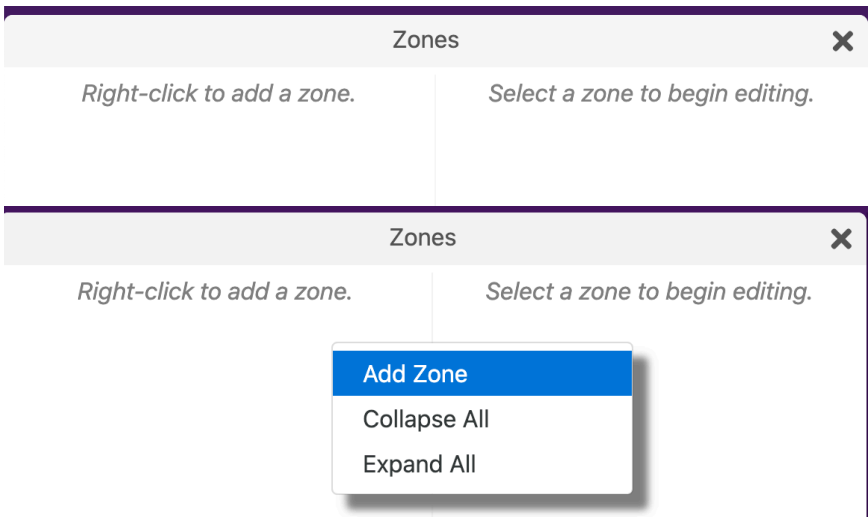 Zones
Right-click to add a zone.
Select a zone to begin editing.
Zones
Right-click to add a zone.
Select a zone to begin editing.
Add Zone
Collapse All
Expand All